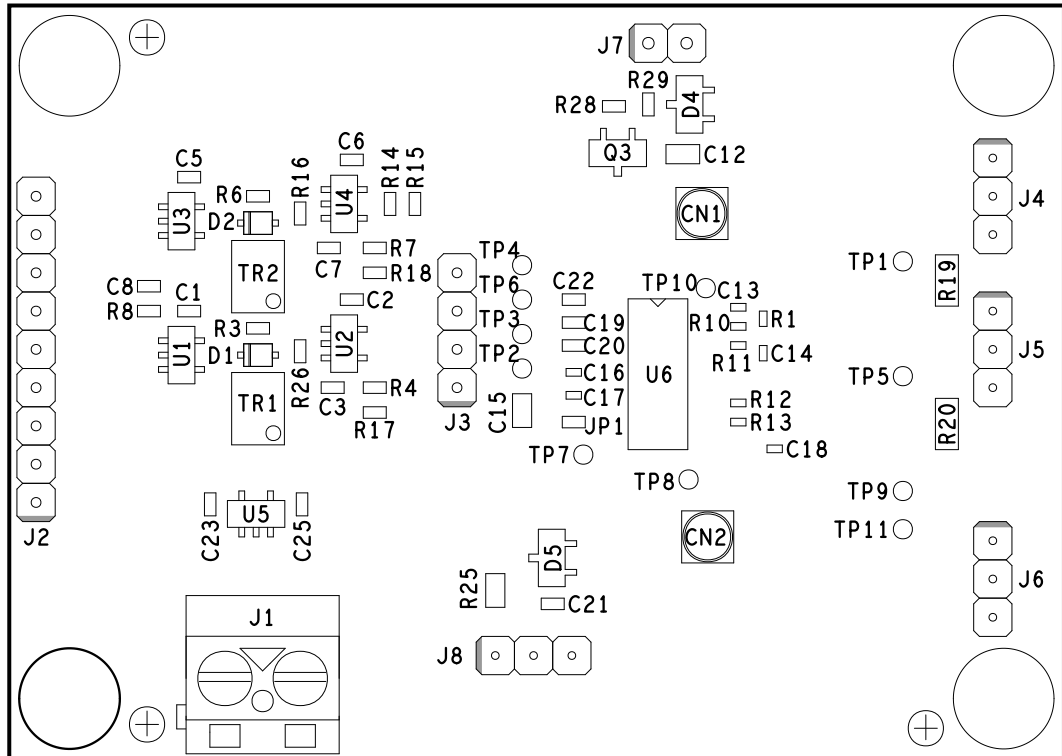 J7
R29
R28
D4
Q3
C12
C6
C5
R16
R14
R15
R6
U4
D2
U3
CN1
J4
TP4
R7
C7
TR2
R18
TP6
TP1
R19
C8
C1
C2
C22
TP10
C13
R8
R3
TP3
C19
R10
R1
D1
U1
U2
TP2
C20
R11
C14
J5
R26
C16
U6
TP5
C3
R4
TR1
C17
R12
R17
J3
C15
JP1
R13
R20
TP7
C18
TP8
TP9
U5
J2
C23
C25
CN2
TP11
D5
R25
C21
J6
J1
J8